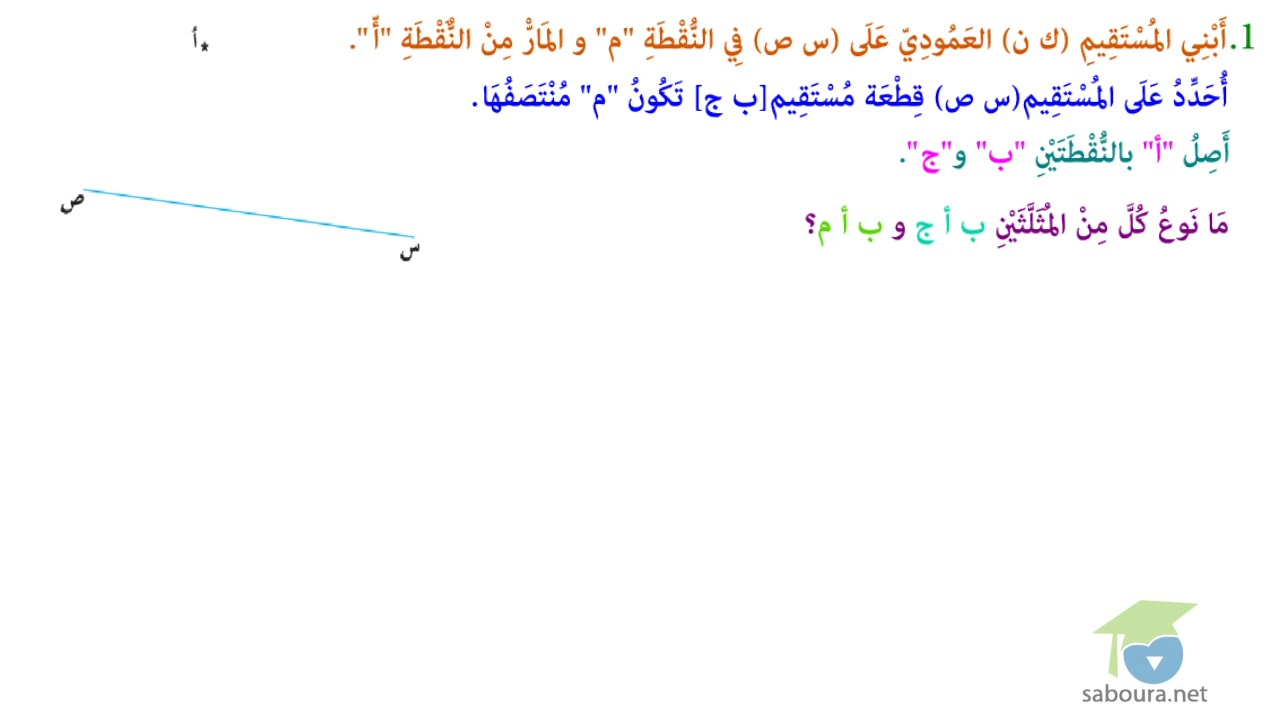 1. أَبْنِي المُسْتَقِيمِ (ك ن) العَمُودِيّ عَلَى (س ص) فِي النُّقْطَةِ "م" و المَارّْ مِنْ النُّقْطَةِ "أّ".
أُحَدِّدُ عَلَى المُسْتَقِيم(س ص) قِطْعَة مُسْتَقِيم[ب ج] تَكُونُ "م" مُنْتَصَفُهَا.
أَصِلُ "أ" بالنُّقْطَتَيْنِ "ب" و"ج".
مَا نَوعُ كُلَّ مِنْ المُثَلَّثَيْنِ ب أ ج و ب أ م؟
أ
ص
س
saboura.net